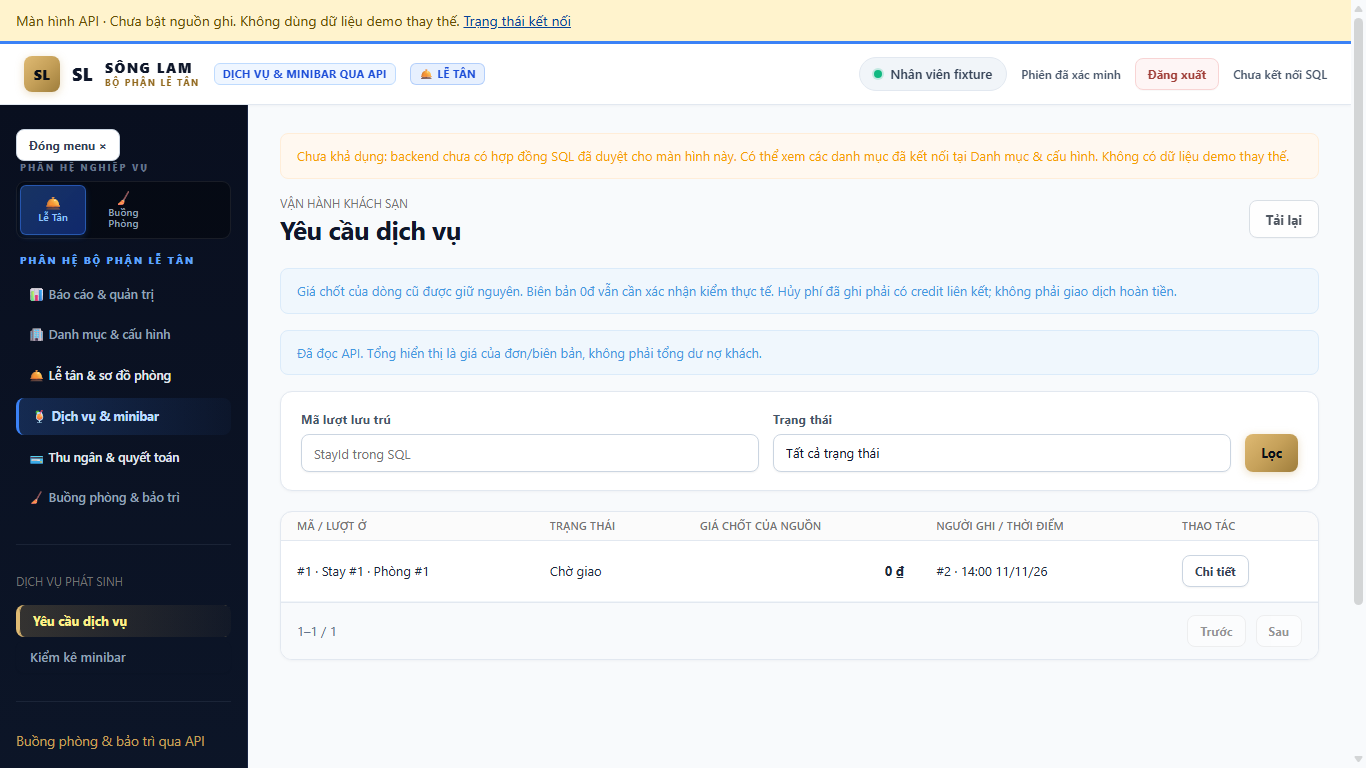 Màn hình API · Chưa bật nguồn ghi. Không dùng dữ liệu demo thay thế. Trạng thái kết nối
SL SL SÔNG LAM
BỘ PHẬN LỄ TÂN
DỊCH VỤ & MINIBAR QUA API
LỄ TÂN
Nhân viên fixture
Phiên đã xác minh
Đăng xuất
Chưa kết nối SQL
Đóng menu ×
PHÂN HỆ NGHIỆP VỤ
Lễ Tân
Buồng
Phòng
PHÂN HỆ BỘ PHẬN LỄ TÂN
Báo cáo & quản trị
Danh mục & cấu hình
Lễ tân & sơ đồ phòng
Dịch vụ & minibar
Thu ngân & quyết toán
Buồng phòng & bảo trì
DỊCH VỤ PHÁT SINH
Yêu cầu dịch vụ
Kiểm kê minibar
Buồng phòng & bảo trì qua API
Chưa khả dụng: backend chưa có hợp đồng SQL đã duyệt cho màn hình này. Có thể xem các danh mục đã kết nối tại Danh mục & cấu hình. Không có dữ liệu demo thay thế.
VẬN HÀNH KHÁCH SẠN
Yêu cầu dịch vụ
Tải lại
Giá chốt của dòng cũ được giữ nguyên. Biên bản 0đ vẫn cần xác nhận kiểm thực tế. Hủy phí đã ghi phải có credit liên kết; không phải giao dịch hoàn tiền.
Đã đọc API. Tổng hiển thị là giá của đơn/biên bản, không phải tổng dư nợ khách.
Mã lượt lưu trú
StayId trong SQL
Trạng thái
Tất cả trạng thái
Lọc
MÃ / LƯỢT Ở TRẠNG THÁI GIÁ CHỐT CỦA NGUỒN NGƯỜI GHI / THỜI ĐIỂM THAO TÁC
#1 · Stay #1 · Phòng #1 Chờ giao 0 ₫ #2 · 14:00 11/11/26 Chi tiết
1–1 / 1 Trước Sau